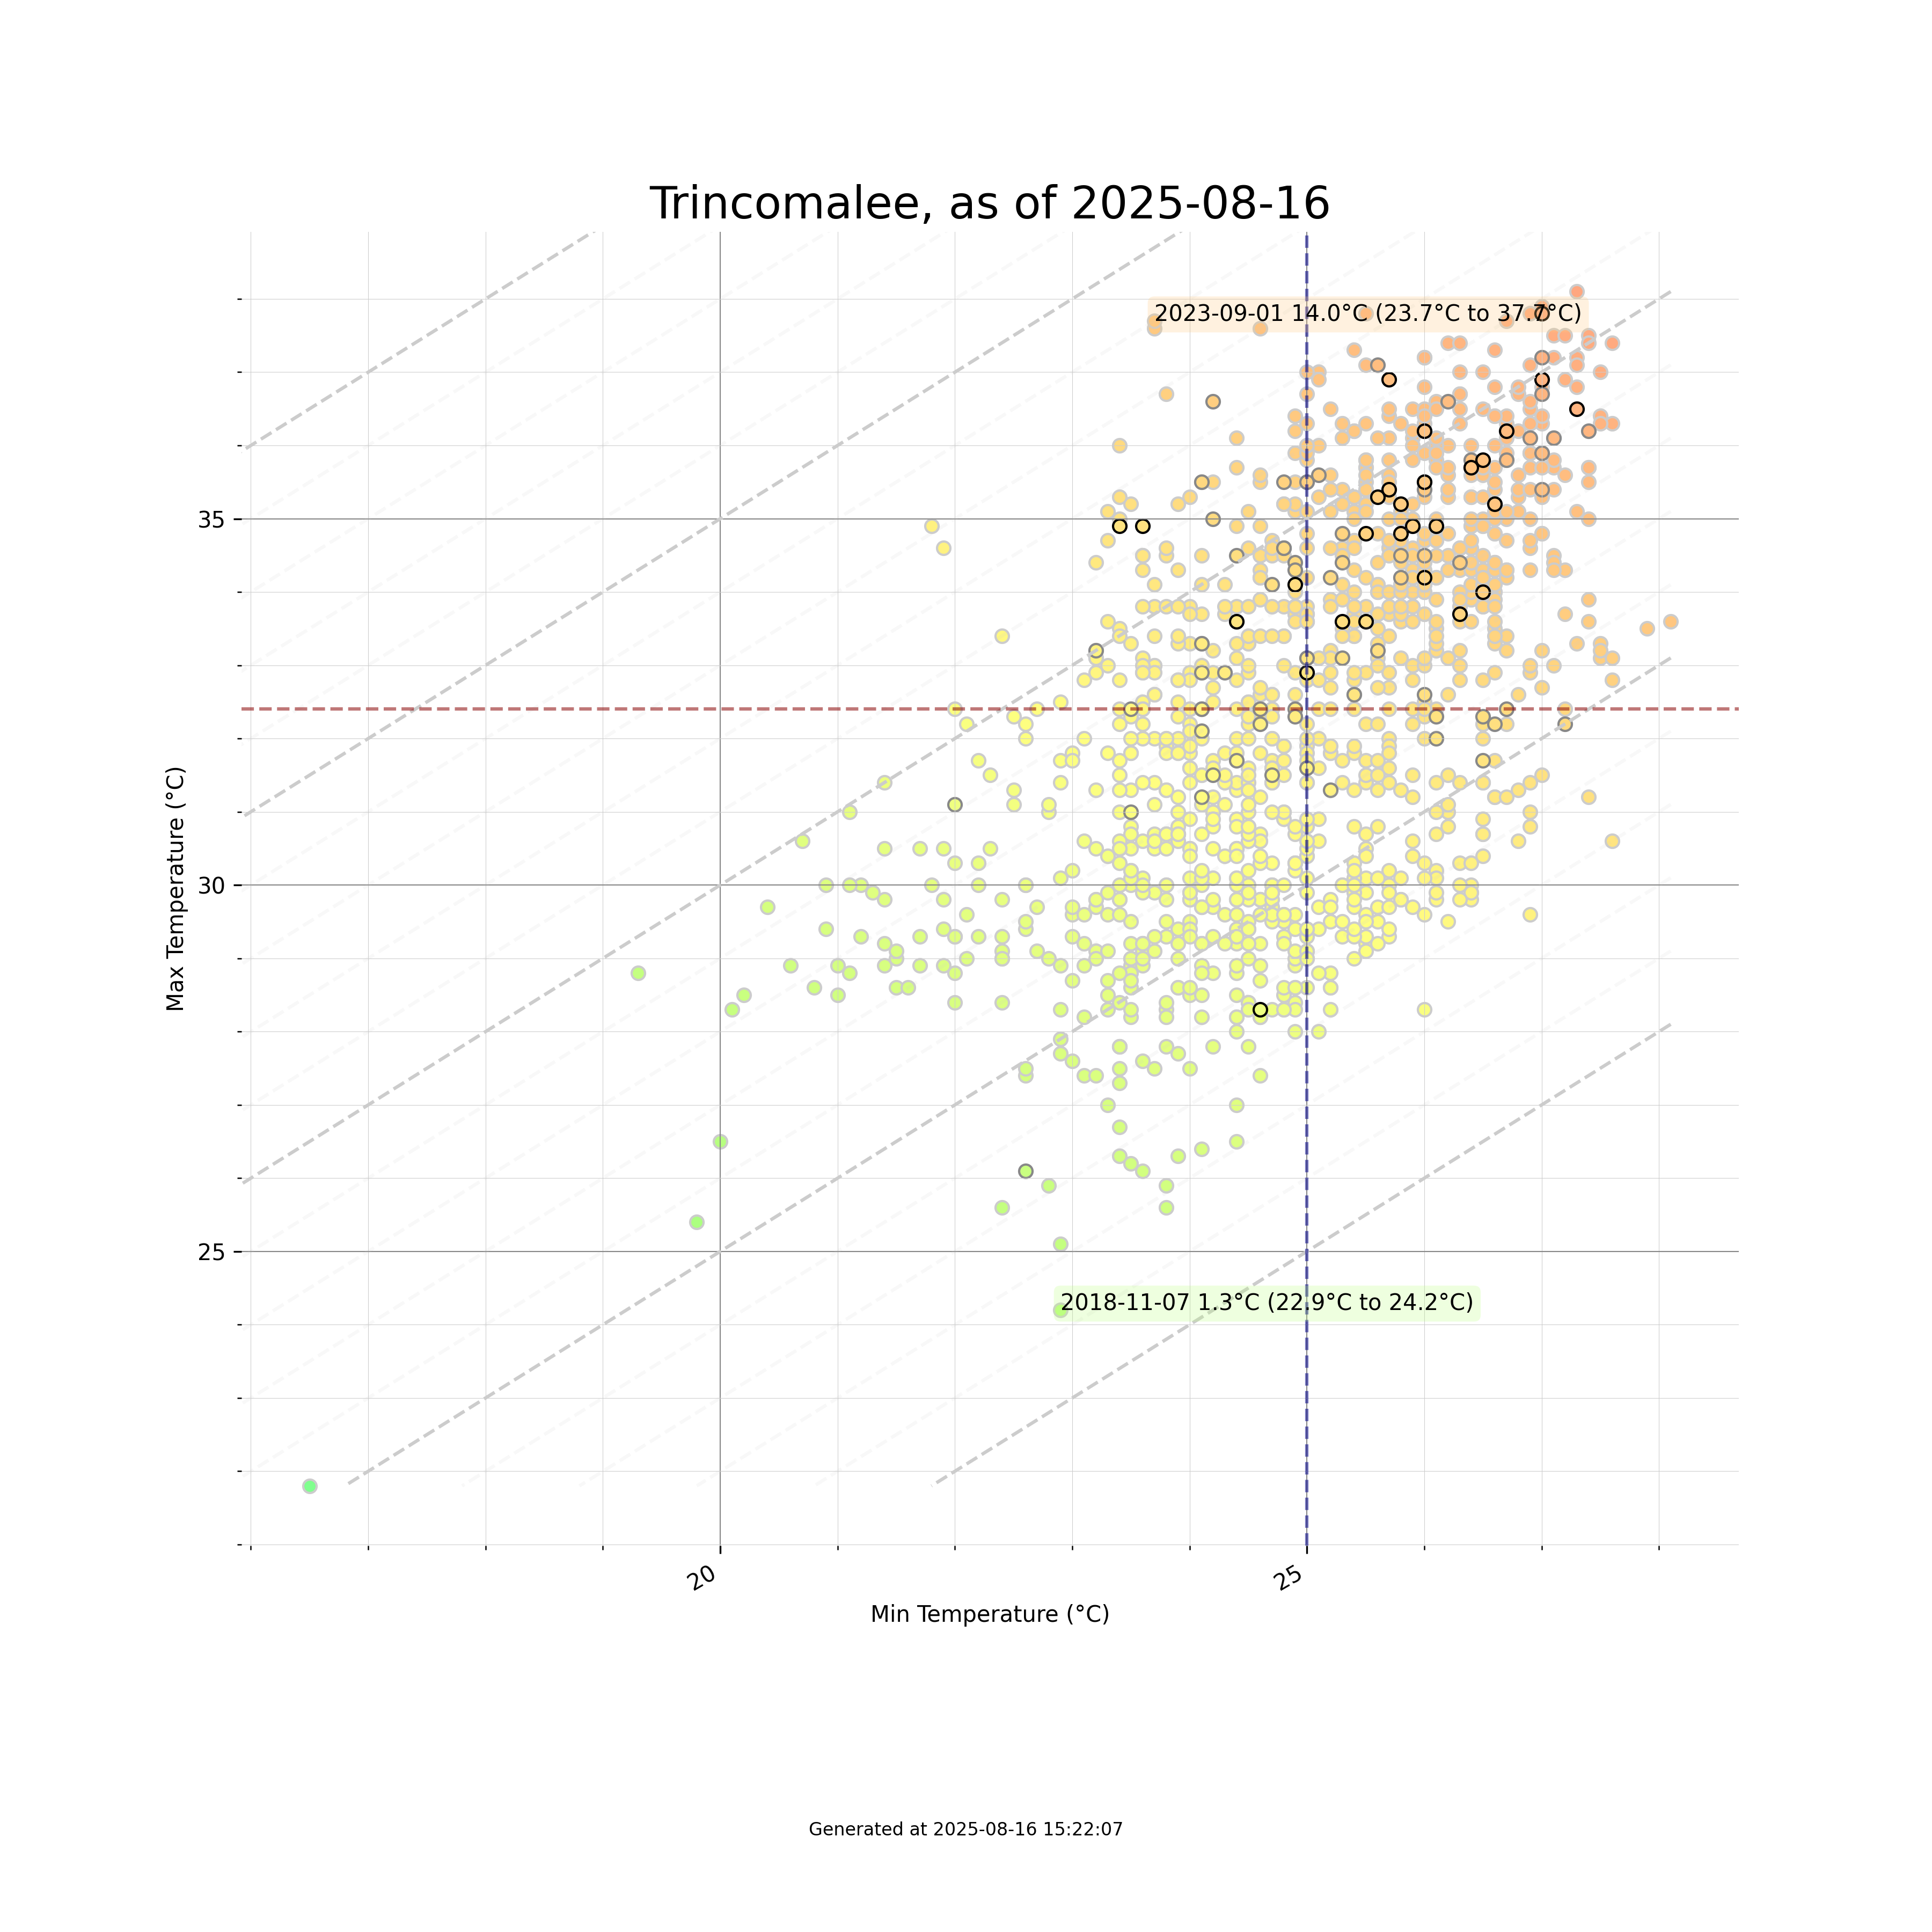 Trincomalee, as of 2025-08-16
2023-09-01 14.0°C (23.7°C to 37.7°C)
35
30
25
Max Temperature (°C)
2018-11-07 1.3°C (22.9°C to 24.2°C)
20
25
Min Temperature (°C)
Generated at 2025-08-16 15:22:07